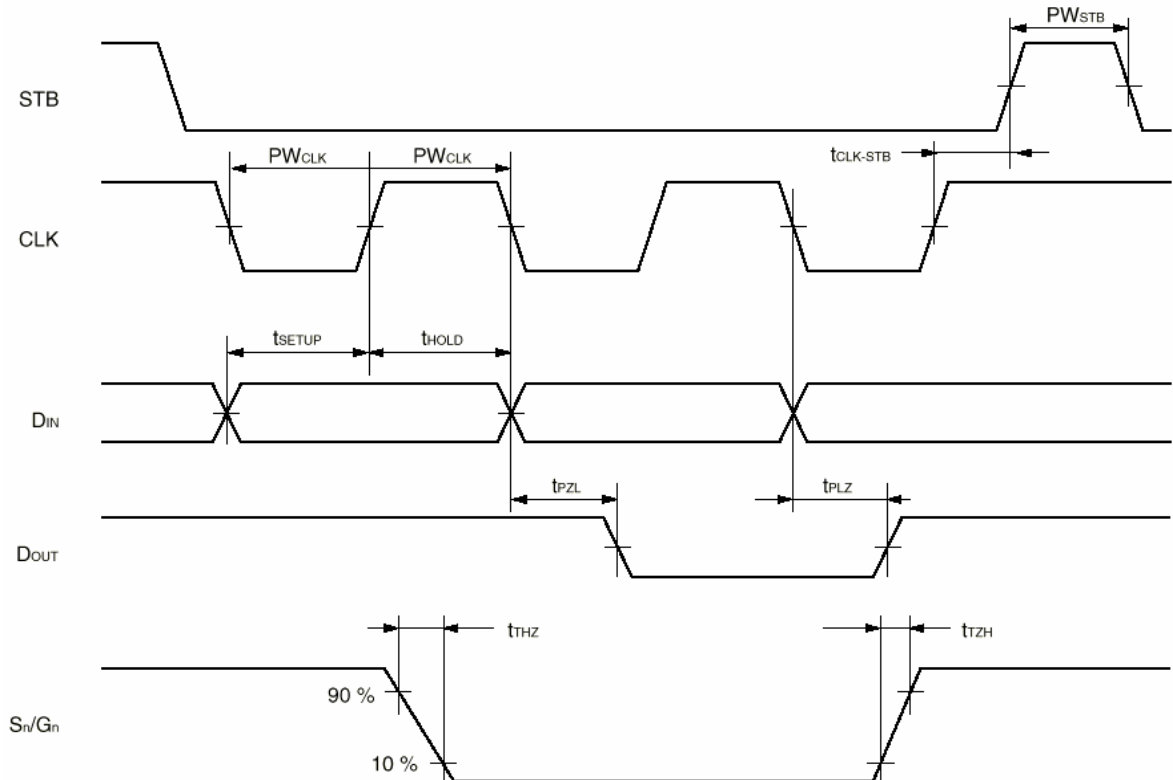 PWSTB
STB
tCLK-STB
PWCLK PWCLK
CLK
tSETUP tHOLD
DIN
tPZL tPLZ
DOUT
tTHZ tTZH
90 %
Sn/Gn
10 %